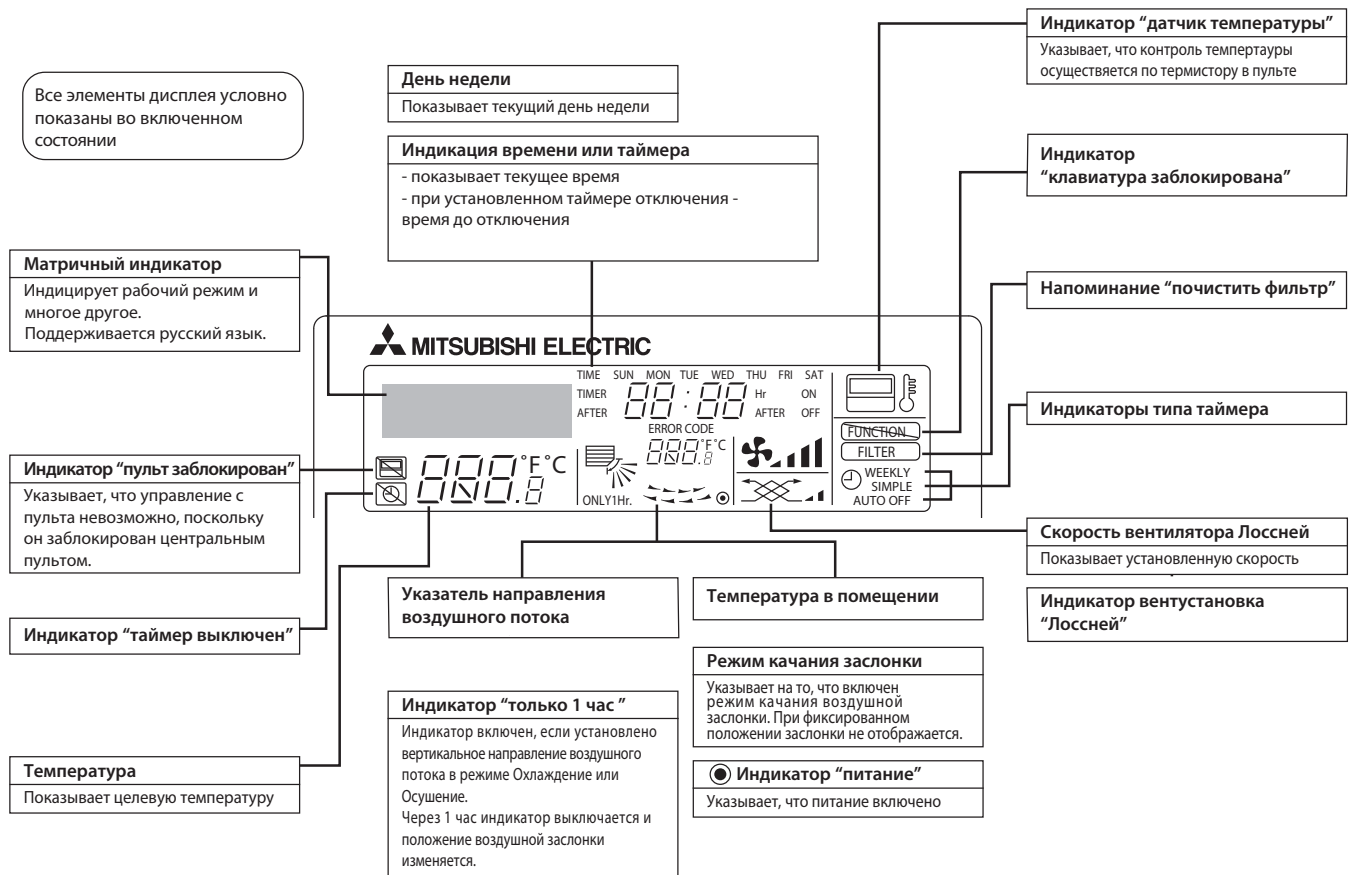 Все элементы дисплея условно
показаны во включенном
состоянии
День недели
Показывает текущий день недели
Индикация времени или таймера
- показывает текущее время
- при установленном таймере отключения -
время до отключения
Индикатор “датчик температуры”
Указывает, что контроль темпертауры
осуществяется по термистору в пульте
Индикатор
“клавиатура заблокирована”
Напоминание “почистить фильтр”
Индикаторы типа таймера
Скорость вентилятора Лоссней
Показывает установленную скорость
Индикатор вентустановка
“Лоссней”
Матричный индикатор
Индицирует рабочий режим и
многое другое.
Поддерживается русский язык.
Индикатор “пульт заблокирован”
Указывает, что управление с
пульта невозможно, поскольку
он заблокирован центральным
пультом.
Индикатор “таймер выключен”
Температура
Показывает целевую температуру
MITSUBISHI ELECTRIC
TIME SUN MON TUE WED THU FRI SAT
TIMER 88:88 Hr ON
AFTER AFTER OFF
ERROR CODE
888.8 °F°C
FUNCTION
FILTER
888.8 °F°C
ONLY1Hr.
WEEKLY
SIMPLE
AUTO OFF
Указатель направления
воздушного потока
Температура в помещении
Индикатор “только 1 час ”
Индикатор включен, если установлено
вертикальное направление воздушного
потока в режиме Охлаждение или
Осушение.
Через 1 час индикатор выключается и
положение воздушной заслонки
изменяется.
Режим качания заслонки
Указывает на то, что включен
режим качания воздушной
заслонки. При фиксированном
положении заслонки не отображается.
Индикатор “питание”
Указывает, что питание включено